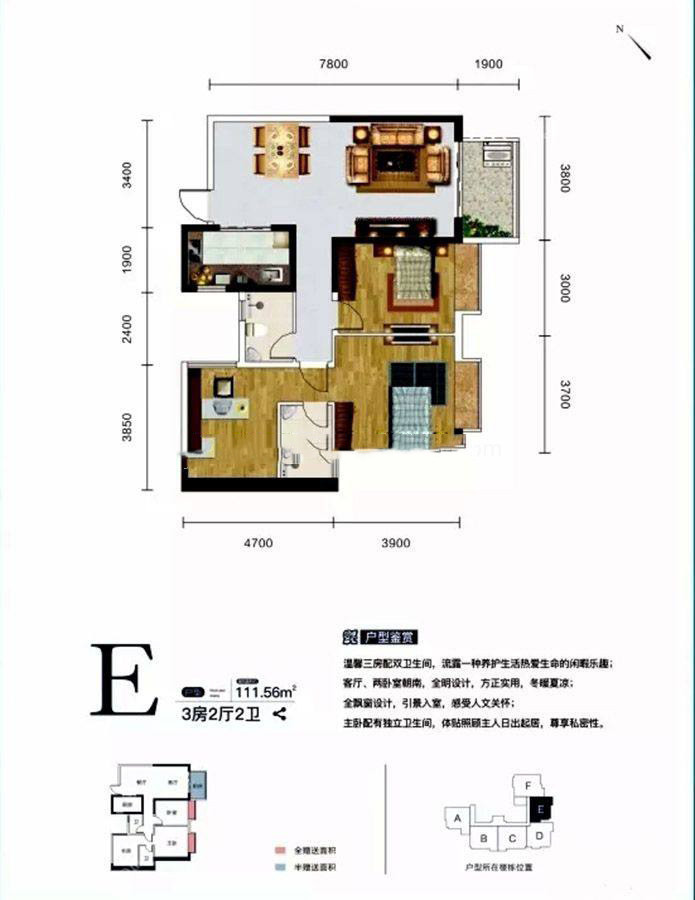 N
7800
1900
3400
1900
2400
3850
3800
3000
3700
4700
3900
E
户型
111.56m²
3房2厅2卫
户型鉴赏
温馨三房配双卫生间，流露一种养护生活热爱生命的闲暇乐趣；
客厅、两卧室朝南，全明设计，方正实用，冬暖夏凉；
全飘窗设计，引景入室，感受人文关怀；
主卧配有独立卫生间，体贴照顾主人日出起居，尊享私密性。
餐厅
客厅
阳台
厨房
卫
卧室
书房
卫
主卧
全赠送面积
半赠送面积
F
E
A
B
C
D
户型所在楼栋位置